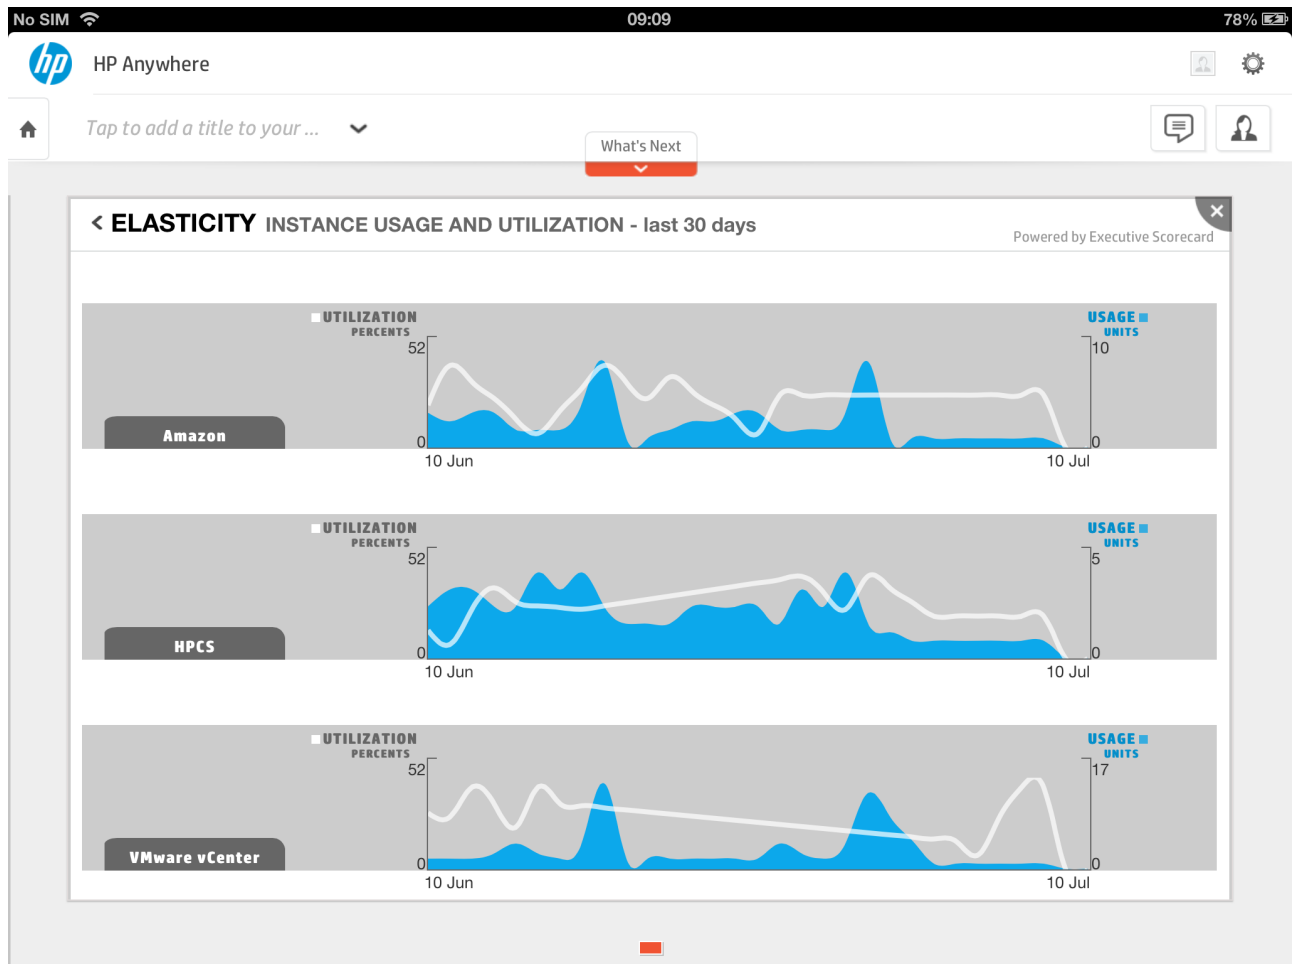 No SIM 09:09 78%
hp HP Anywhere
Tap to add a title to your ...
What's Next
ELASTICITY INSTANCE USAGE AND UTILIZATION - last 30 days
Powered by Executive Scorecard
UTILIZATION USAGE
PERCENTS UNITS
52 10
Amazon 0 0
10 Jun 10 Jul
UTILIZATION USAGE
PERCENTS UNITS
52 5
HPCS 0 0
10 Jun 10 Jul
UTILIZATION USAGE
PERCENTS UNITS
52 17
VMware vCenter 0 0
10 Jun 10 Jul